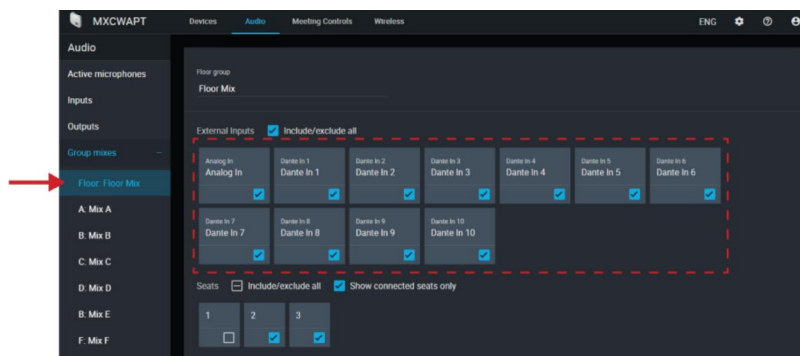 MXCWAPT
Devices Audio Meeting Controls Wireless ENG
Audio
Active microphones
Inputs
Outputs
Group mixes
Floor: Floor Mix
A: Mix A
B: Mix B
C: Mix C
D: Mix D
B: Mix E
F: Mix F
Floor group
Floor Mix
External Inputs Include/exclude all
Analog In Dante In 1 Dante In 2 Dante In 3 Dante In 4 Dante In 5 Dante In 6
Analog In Dante In 1 Dante In 2 Dante In 3 Dante In 4 Dante In 5 Dante In 6
Dante In 7 Dante In 8 Dante In 9 Dante In 10
Dante In 7 Dante In 8 Dante In 9 Dante In 10
Seats Include/exclude all Show connected seats only
1 2 3